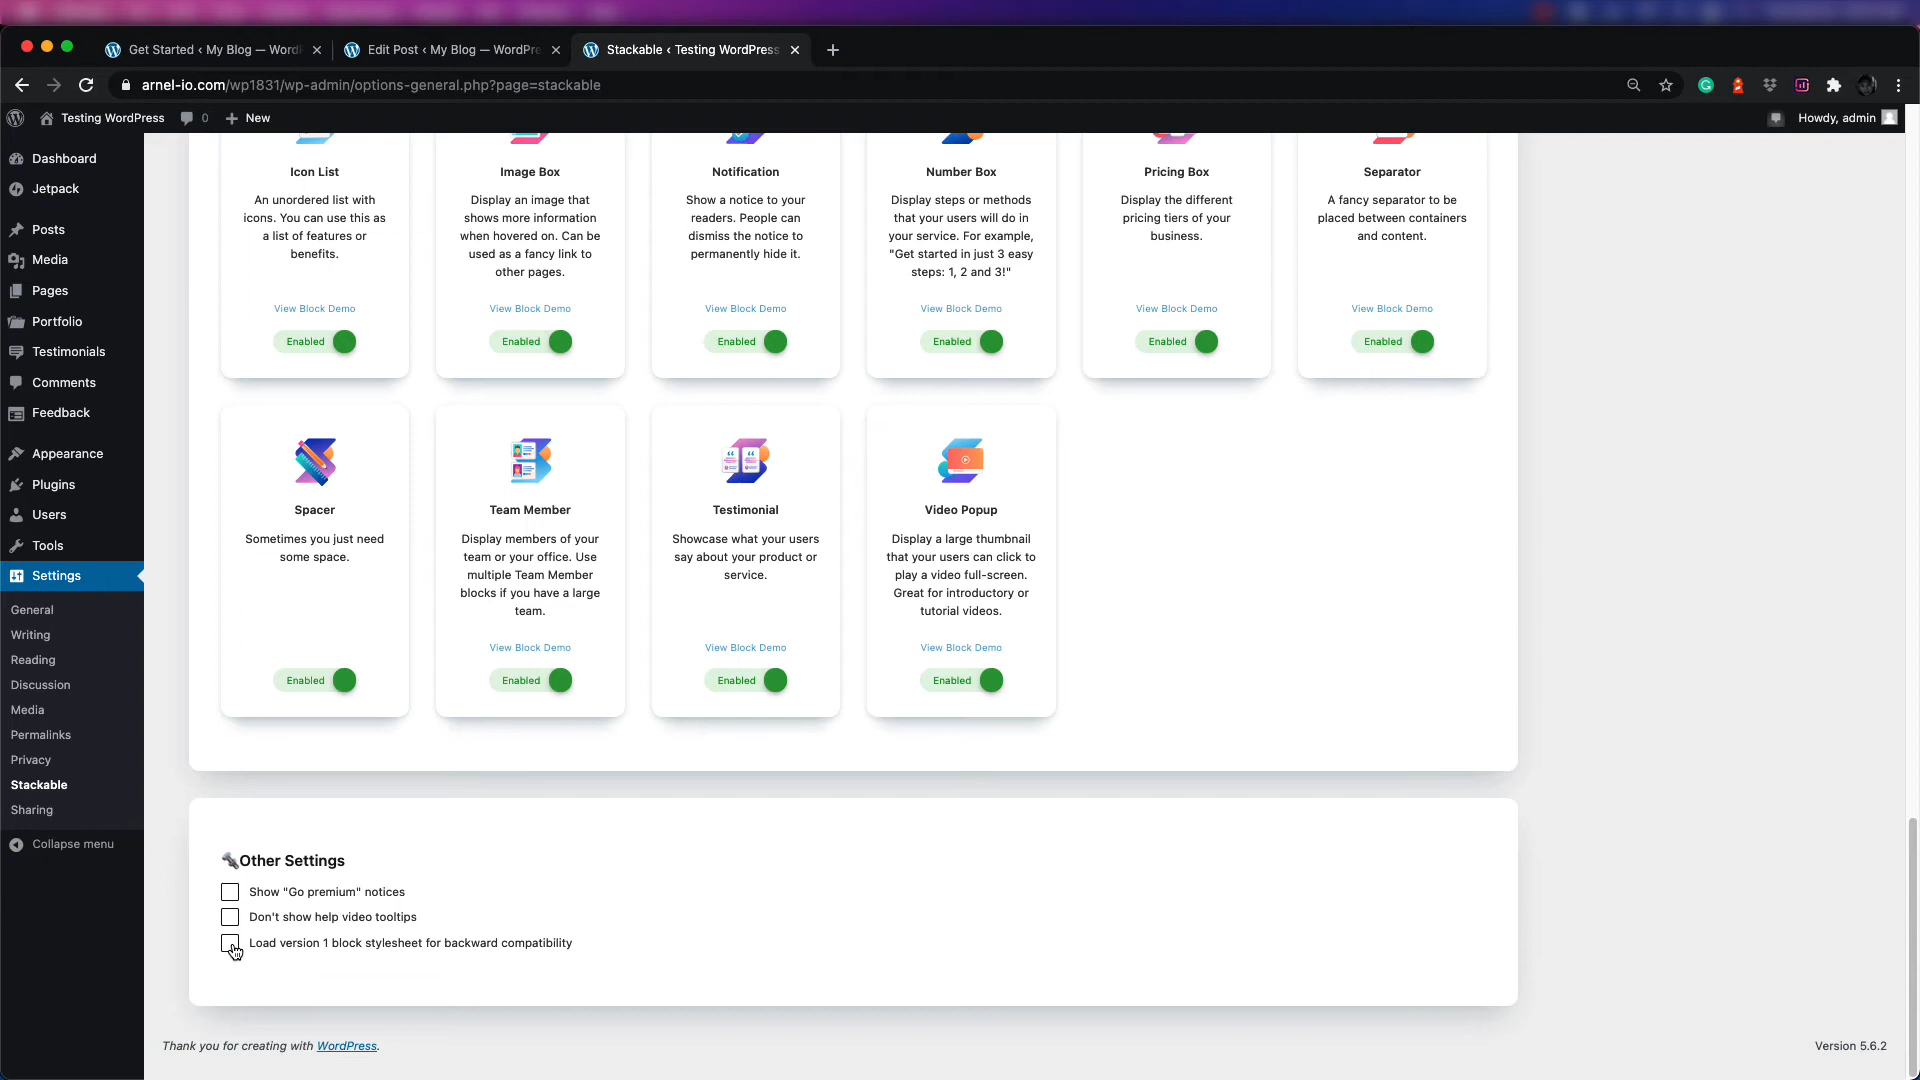 Get Started ‹ My Blog — Word
Edit Post ‹ My Blog — WordPre
Stackable ‹ Testing WordPress
arnel-io.com/wp1831/wp-admin/options-general.php?page=stackable
Testing WordPress
0
New
Howdy, admin
Dashboard
Jetpack
Posts
Media
Pages
Portfolio
Testimonials
Comments
Feedback
Appearance
Plugins
Users
Tools
Settings
General
Writing
Reading
Discussion
Media
Permalinks
Privacy
Stackable
Sharing
Collapse menu
Icon List
An unordered list with
icons. You can use this as
a list of features or
benefits.
View Block Demo
Enabled
Image Box
Display an image that
shows more information
when hovered on. Can be
used as a fancy link to
other pages.
View Block Demo
Enabled
Notification
Show a notice to your
readers. People can
dismiss the notice to
permanently hide it.
View Block Demo
Enabled
Number Box
Display steps or methods
that your users will do in
your service. For example,
"Get started in just 3 easy
steps: 1, 2 and 3!"
View Block Demo
Enabled
Pricing Box
Display the different
pricing tiers of your
business.
View Block Demo
Enabled
Separator
A fancy separator to be
placed between containers
and content.
View Block Demo
Enabled
Spacer
Sometimes you just need
some space.
Enabled
Team Member
Display members of your
team or your office. Use
multiple Team Member
blocks if you have a large
team.
View Block Demo
Enabled
Testimonial
Showcase what your users
say about your product or
service.
View Block Demo
Enabled
Video Popup
Display a large thumbnail
that your users can click to
play a video full-screen.
Great for introductory or
tutorial videos.
View Block Demo
Enabled
Other Settings
Show "Go premium" notices
Don't show help video tooltips
Load version 1 block stylesheet for backward compatibility
Thank you for creating with WordPress.
Version 5.6.2